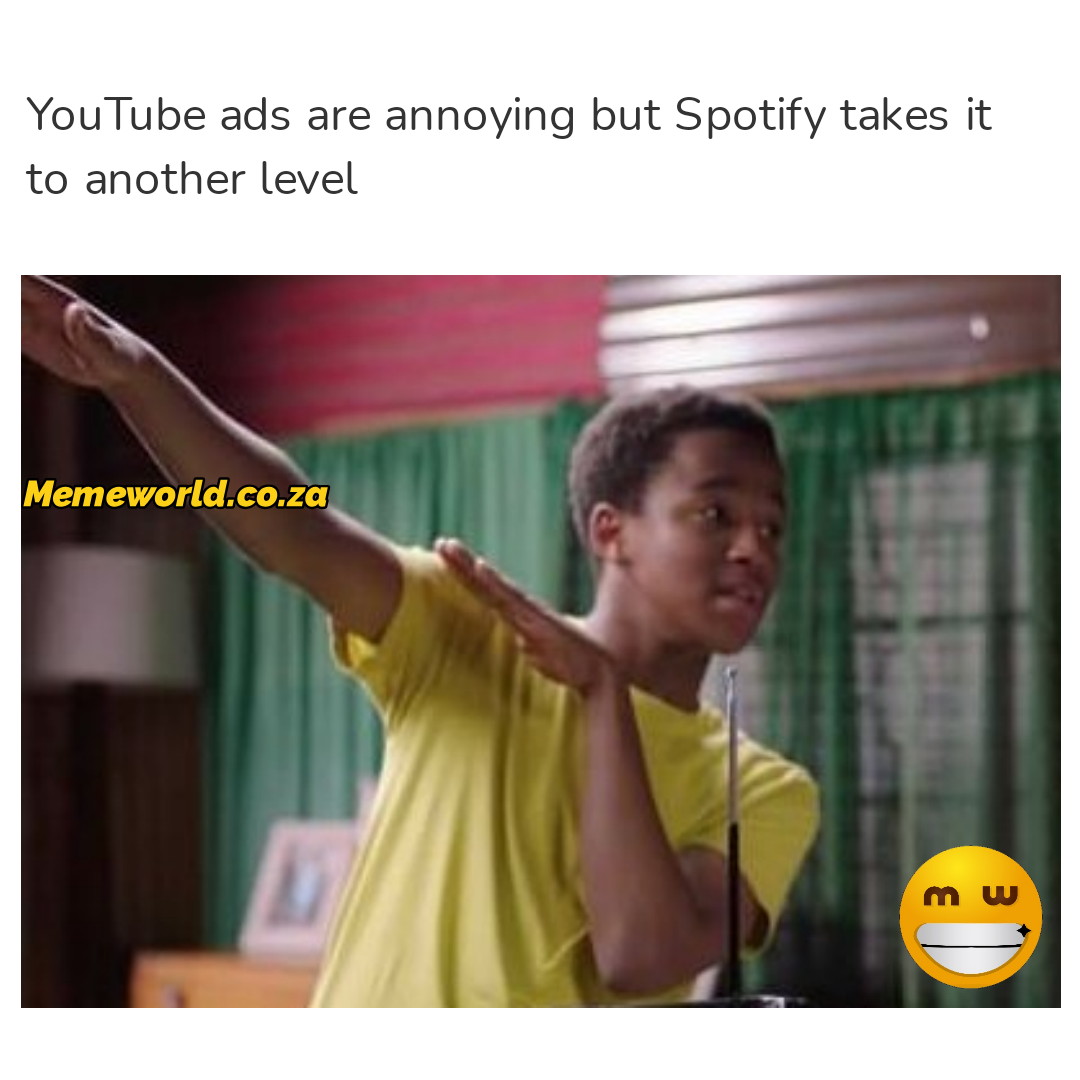 YouTube ads are annoying but Spotify takes it
to another level
Memeworld.co.za
m w